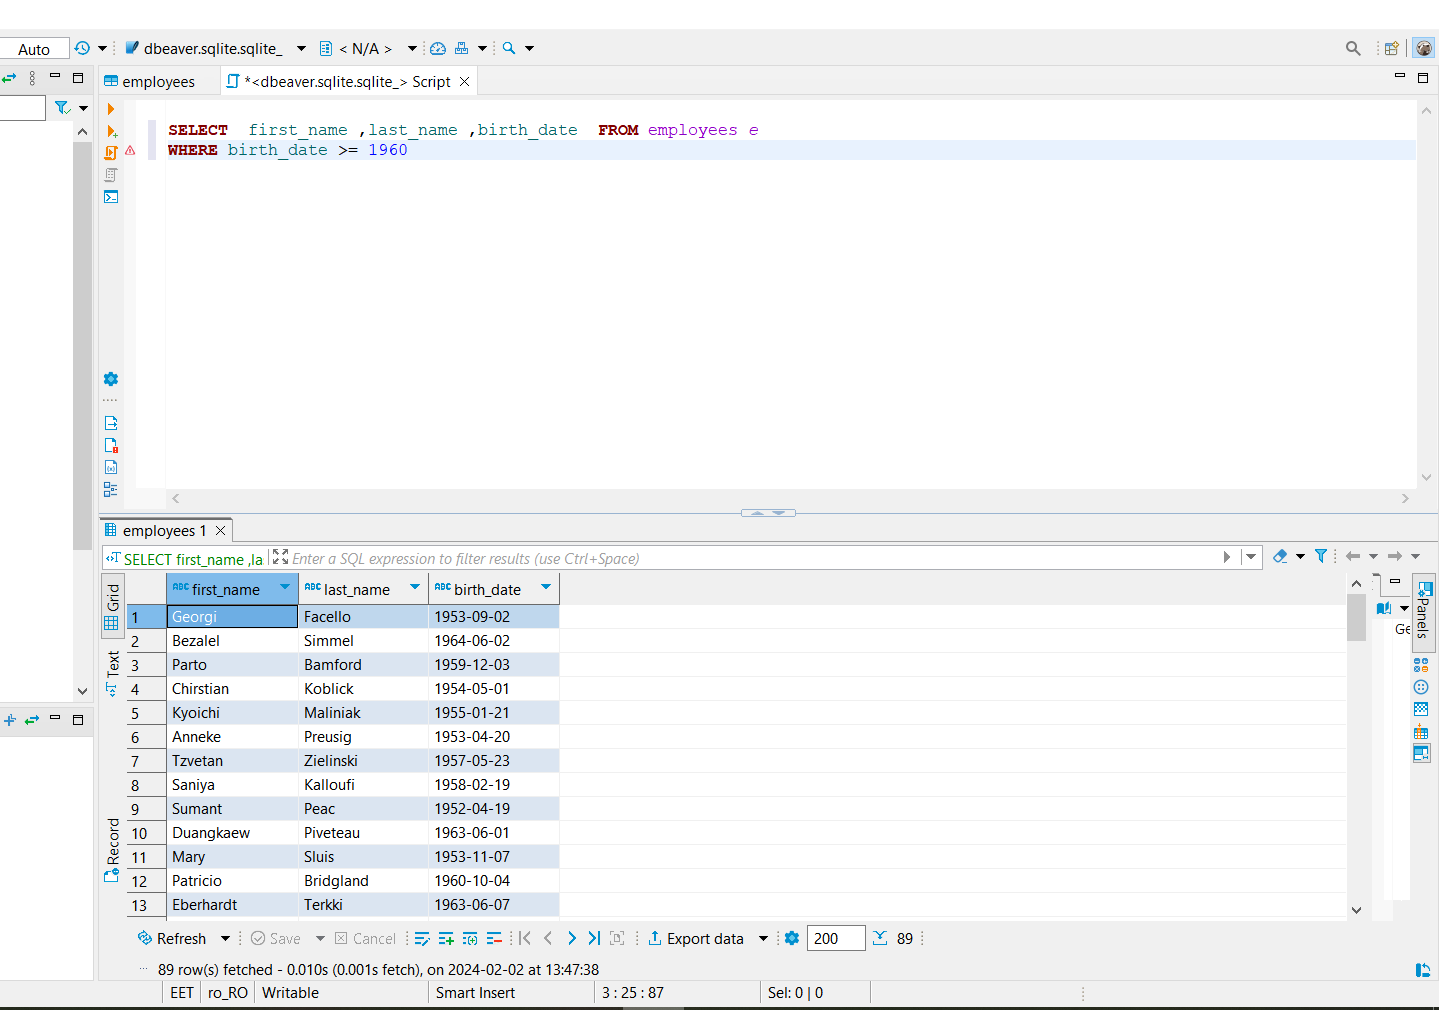 Auto dbeaver.sqlite.sqlite_ < N/A >
employees *<dbeaver.sqlite.sqlite_> Script
SELECT first_name ,last_name ,birth_date FROM employees e
WHERE birth_date >= 1960
employees 1
SELECT first_name ,la Enter a SQL expression to filter results (use Ctrl+Space)
Grid
Text
Record
ABC first_name ABC last_name ABC birth_date
1 Georgi Facello 1953-09-02
2 Bezalel Simmel 1964-06-02
3 Parto Bamford 1959-12-03
4 Chirstian Koblick 1954-05-01
5 Kyoichi Maliniak 1955-01-21
6 Anneke Preusig 1953-04-20
7 Tzvetan Zielinski 1957-05-23
8 Saniya Kalloufi 1958-02-19
9 Sumant Peac 1952-04-19
10 Duangkaew Piveteau 1963-06-01
11 Mary Sluis 1953-11-07
12 Patricio Bridgland 1960-10-04
13 Eberhardt Terkki 1963-06-07
Panels
Ge
Refresh Save Cancel Export data 200 89
89 row(s) fetched - 0.010s (0.001s fetch), on 2024-02-02 at 13:47:38
EET ro_RO Writable Smart Insert 3 : 25 : 87 Sel: 0 | 0